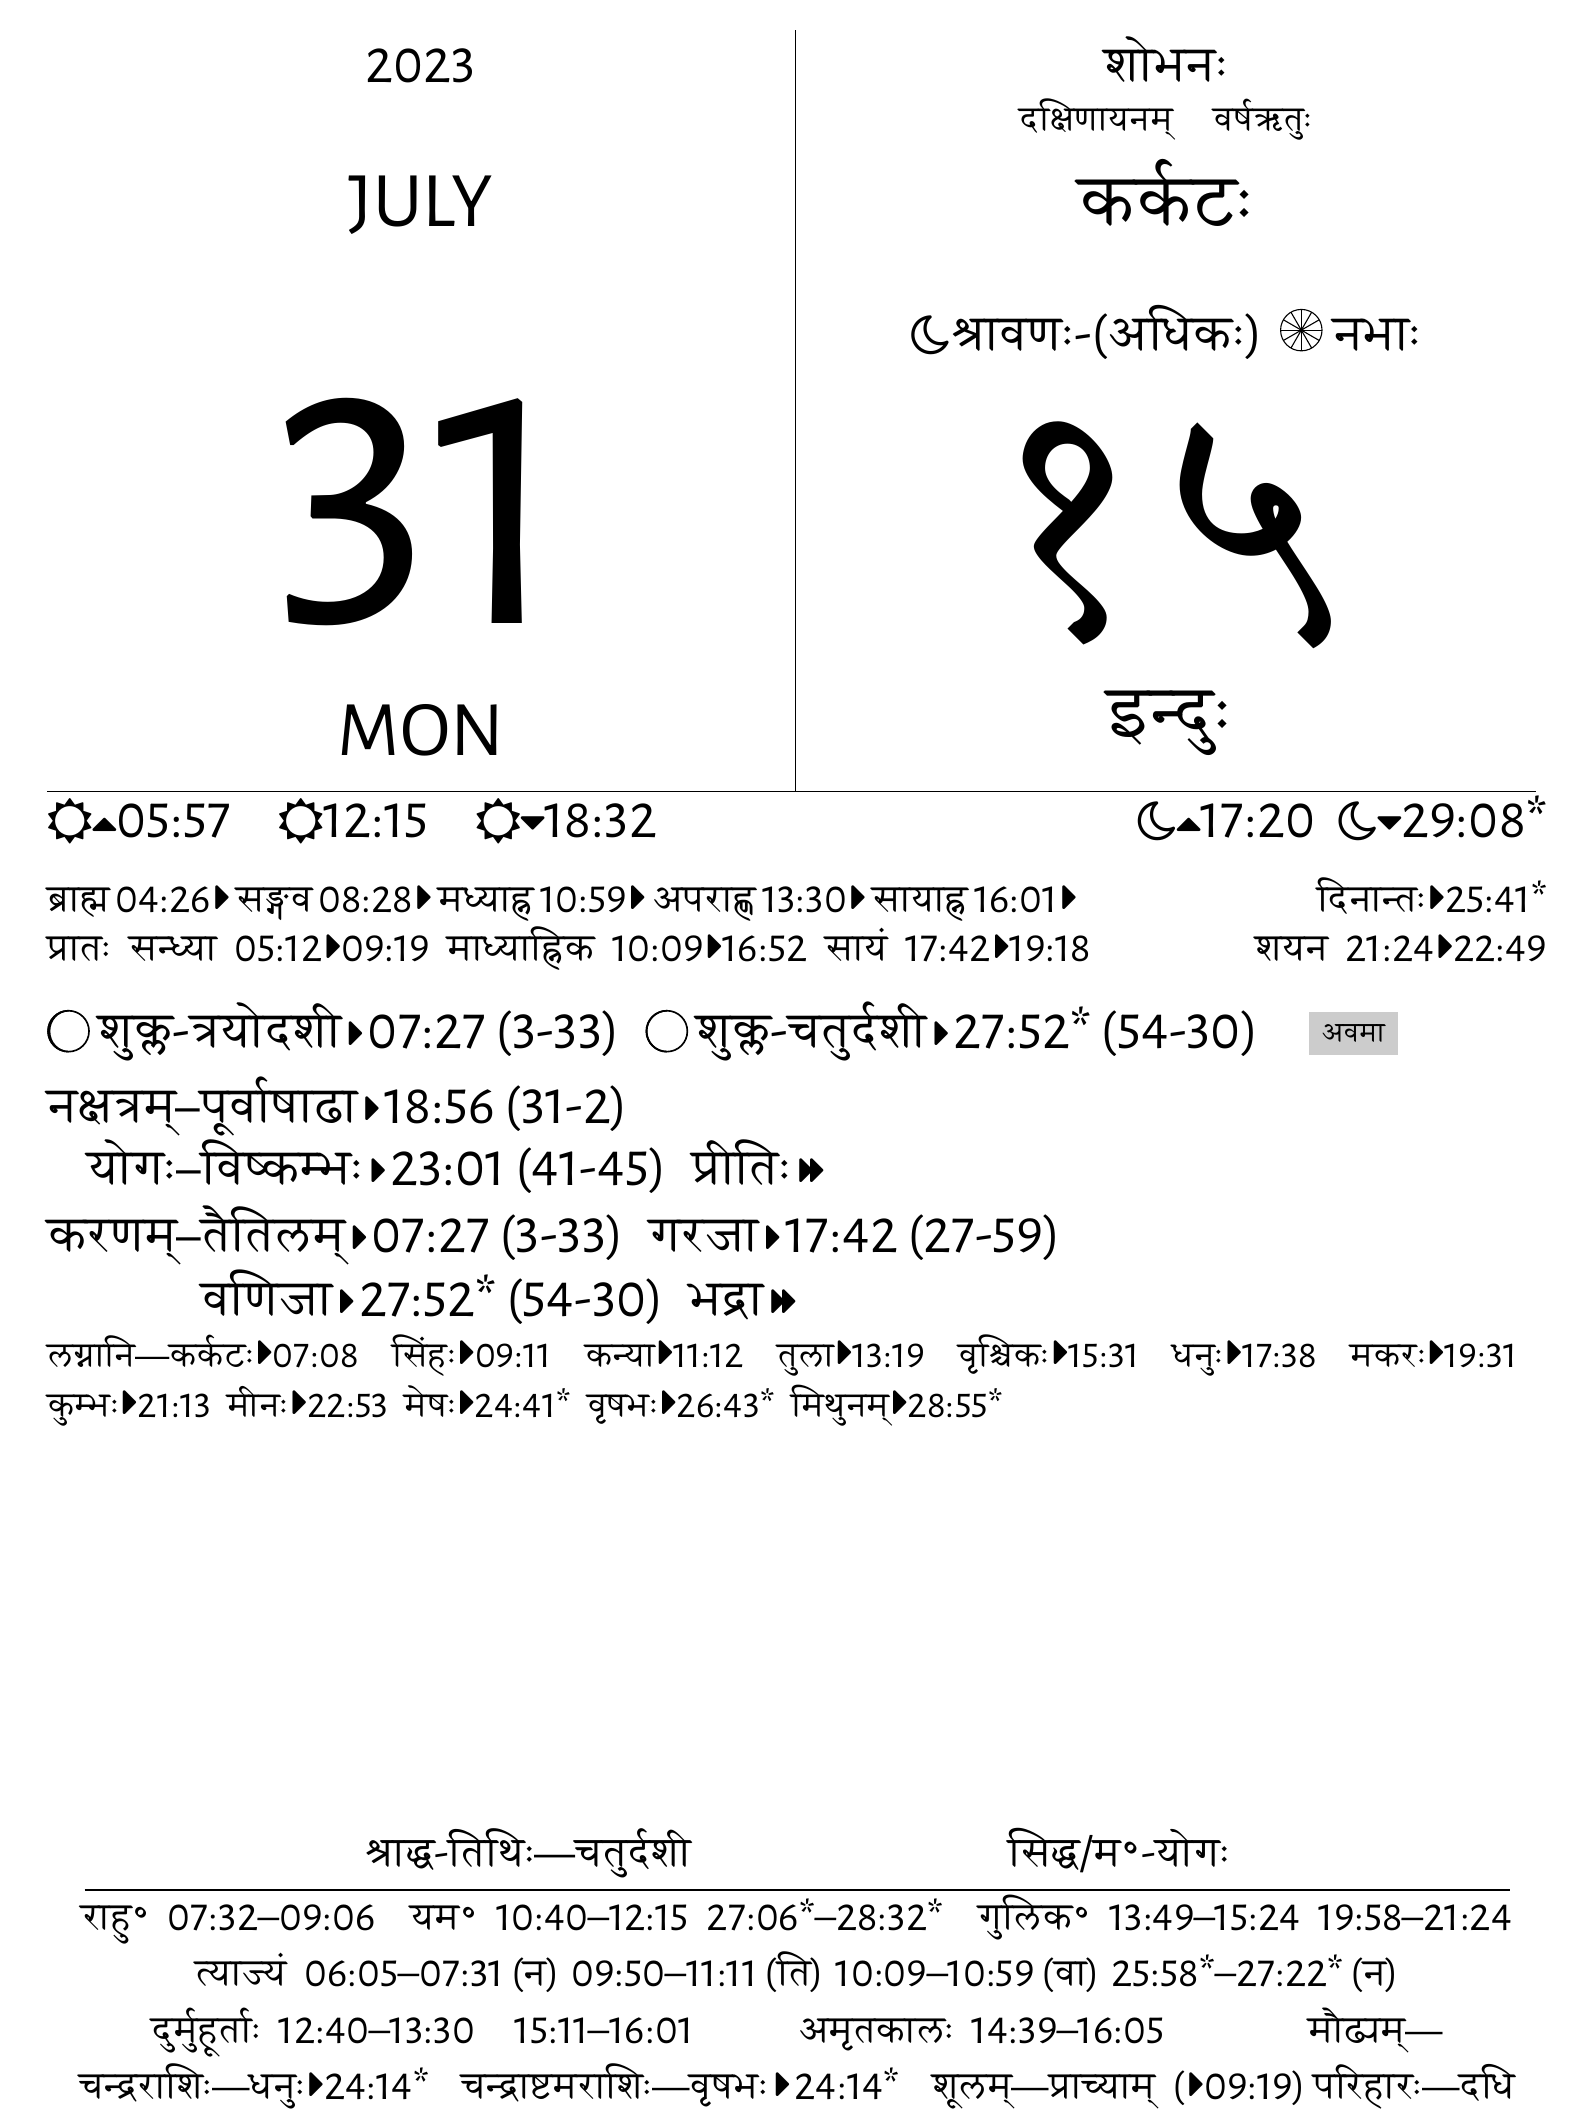 2023
JULY
31
MON
शोभनः
दक्षिणायनम् वर्षऋतुः
कर्कटः
श्रावणः-(अधिकः) नभाः
१५
इन्दुः
05:57 12:15 18:32 17:20 29:08*
ब्राह्म 04:26 सङ्गव 08:28 मध्याह्न 10:59 अपराह्ण 13:30 सायाह्न 16:01 दिनान्तः 25:41*
प्रातः सन्ध्या 05:12 09:19 माध्याह्निक 10:09 16:52 सायं 17:42 19:18 शयन 21:24 22:49
शुक्ल-त्रयोदशी 07:27 (3-33) शुक्ल-चतुर्दशी 27:52* (54-30) अवमा
नक्षत्रम्–पूर्वाषाढा 18:56 (31-2)
योगः–विष्कम्भः 23:01 (41-45) प्रीतिः
करणम्–तैतिलम् 07:27 (3-33) गरजा 17:42 (27-59)
वणिजा 27:52* (54-30) भद्रा
लग्नानि—कर्कटः 07:08 सिंहः 09:11 कन्या 11:12 तुला 13:19 वृश्चिकः 15:31 धनुः 17:38 मकरः 19:31
कुम्भः 21:13 मीनः 22:53 मेषः 24:41* वृषभः 26:43* मिथुनम् 28:55*
श्राद्ध-तिथिः—चतुर्दशी सिद्ध/म॰-योगः
राहु॰ 07:32–09:06 यम॰ 10:40–12:15 27:06*–28:32* गुलिक॰ 13:49–15:24 19:58–21:24
त्याज्यं 06:05–07:31 (न) 09:50–11:11 (ति) 10:09–10:59 (वा) 25:58*–27:22* (न)
दुर्मुहूर्ताः 12:40–13:30 15:11–16:01 अमृतकालः 14:39–16:05 मौढ्यम्—
चन्द्रराशिः—धनुः 24:14* चन्द्राष्टमराशिः—वृषभः 24:14* शूलम्—प्राच्याम् (09:19) परिहारः—दधि